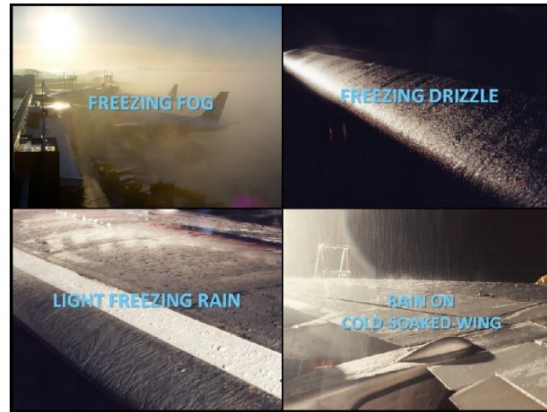 FREEZING FOG
FREEZING DRIZZLE
LIGHT FREEZING RAIN
RAIN ON
COLD SOAKED WING